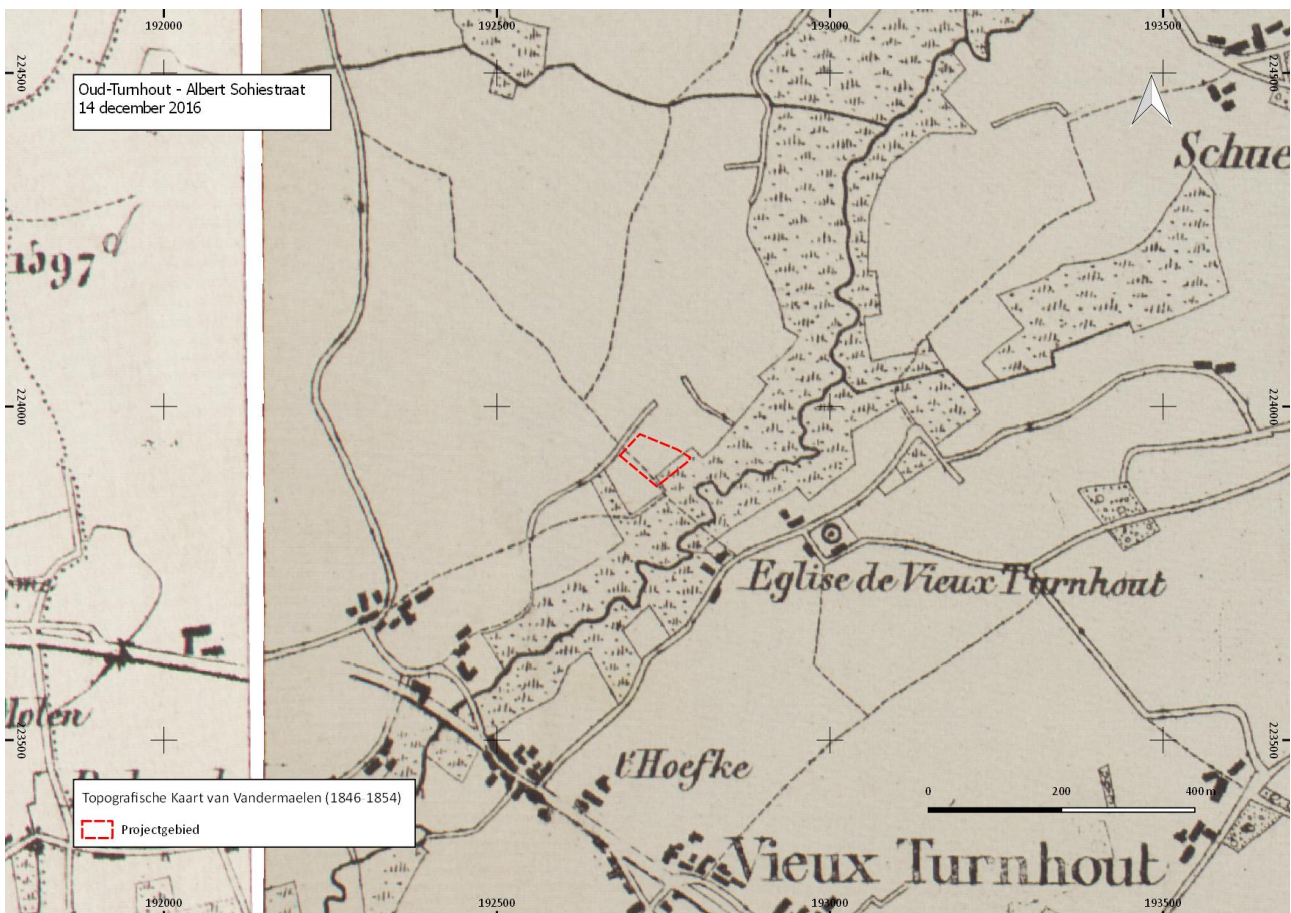 192000
192500
193000
193500
224500
224500
Oud-Turnhout - Albert Sohiestraat
14 december 2016
Schue
1597
224000
224000
Eglise de Vieux Turnhout
Molen
223500
223500
t'Hoefke
Topografische Kaart van Vandermaelen (1846-1854)
Projectgebied
0
200
400 m
Vieux Turnhout
192000
192500
193000
193500